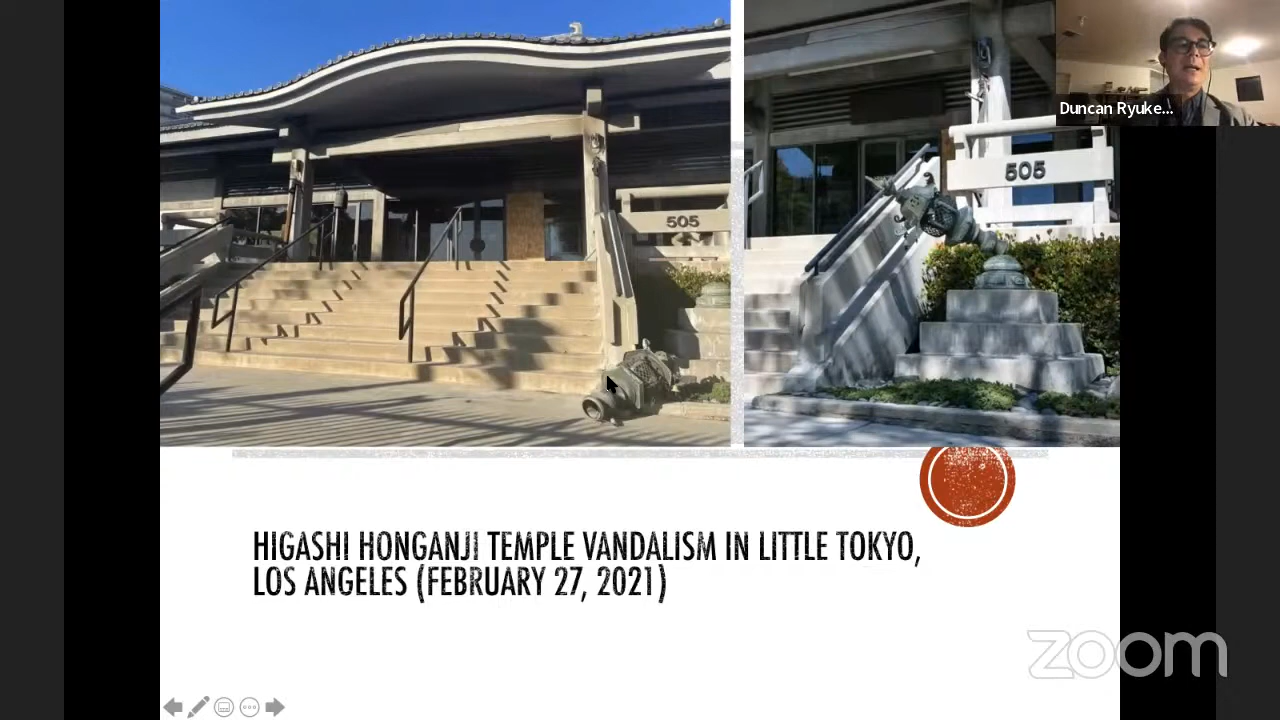 505
505
Duncan Ryuke...
HIGASHI HONGANJI TEMPLE VANDALISM IN LITTLE TOKYO,
LOS ANGELES (FEBRUARY 27, 2021)
zoom